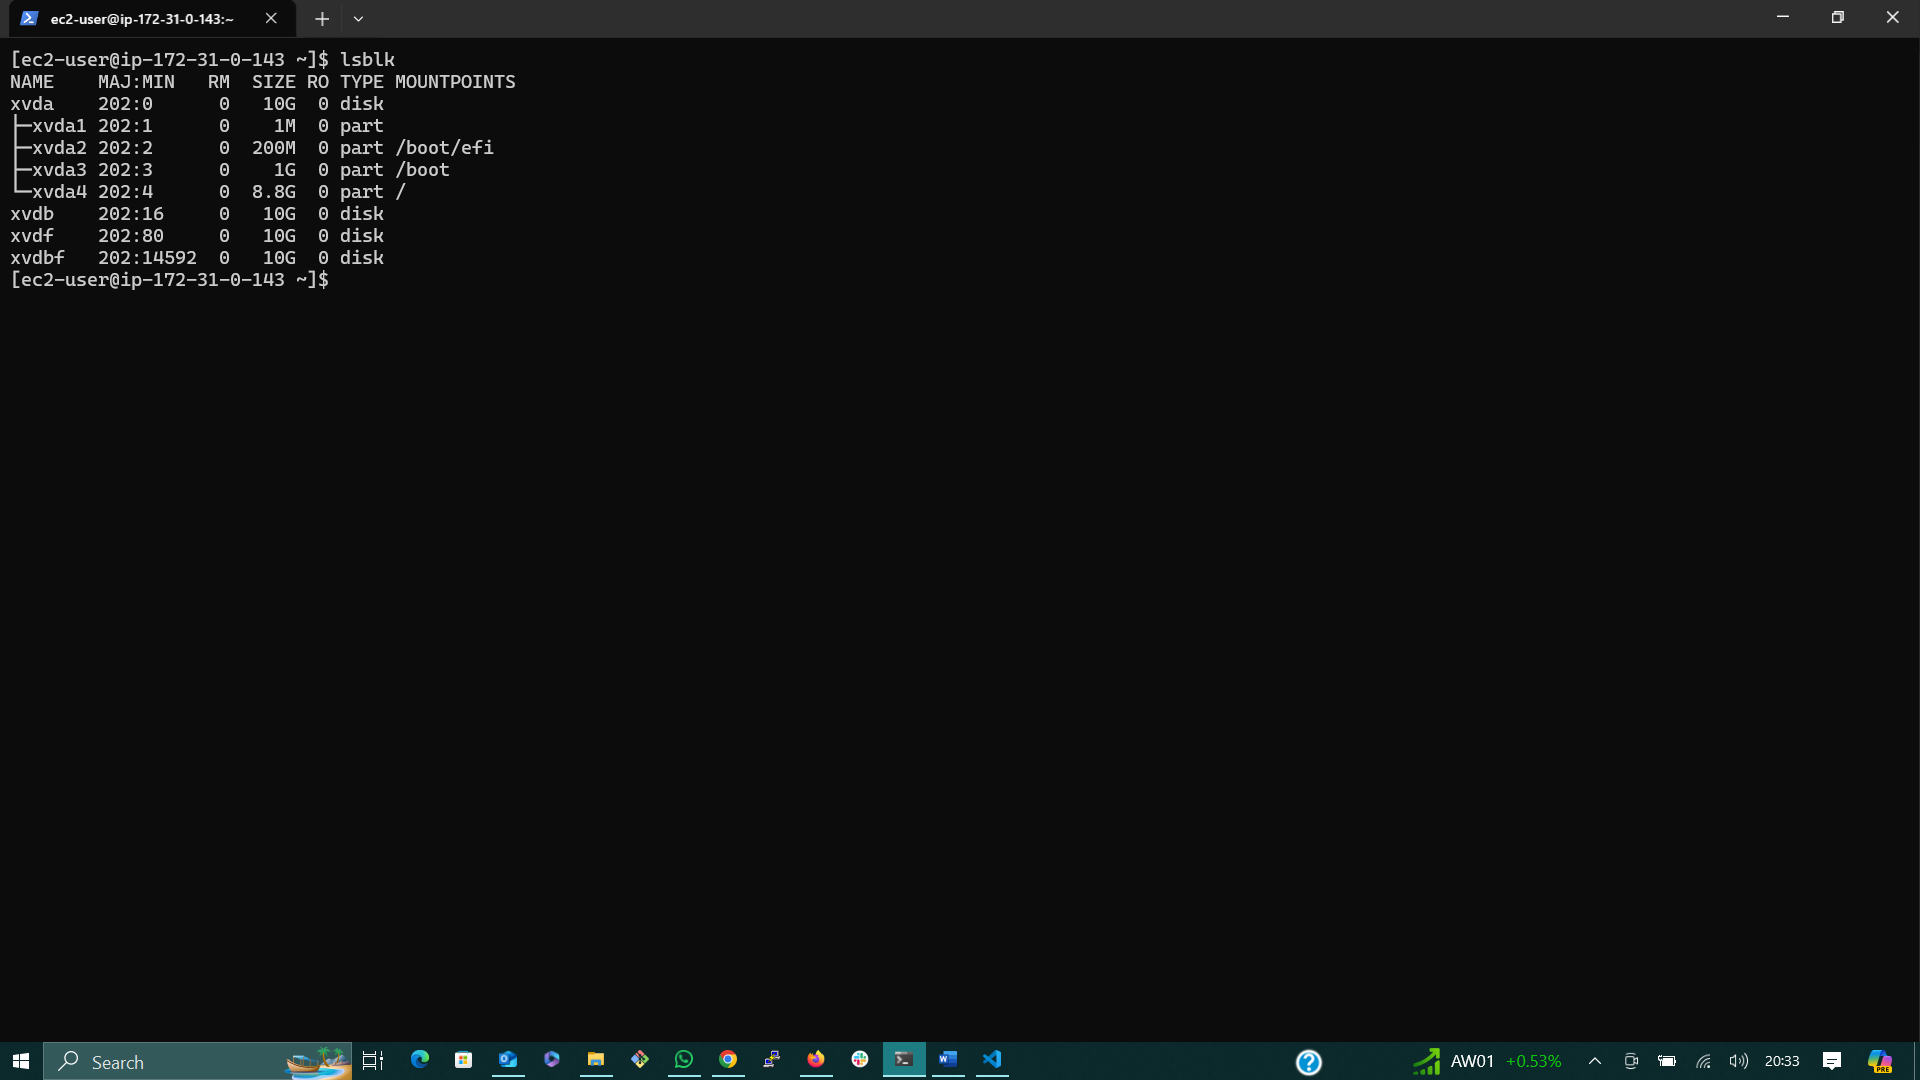 ec2-user@ip-172-31-0-143:~
[ec2-user@ip-172-31-0-143 ~]$ lsblk
NAME    MAJ:MIN   RM  SIZE RO TYPE MOUNTPOINTS
xvda    202:0      0   10G  0 disk
├─xvda1 202:1      0    1M  0 part
├─xvda2 202:2      0  200M  0 part /boot/efi
├─xvda3 202:3      0    1G  0 part /boot
└─xvda4 202:4      0  8.8G  0 part /
xvdb    202:16     0   10G  0 disk
xvdf    202:80     0   10G  0 disk
xvdbf   202:14592  0   10G  0 disk
[ec2-user@ip-172-31-0-143 ~]$
Search
AW01 +0.53%
20:33
PRE